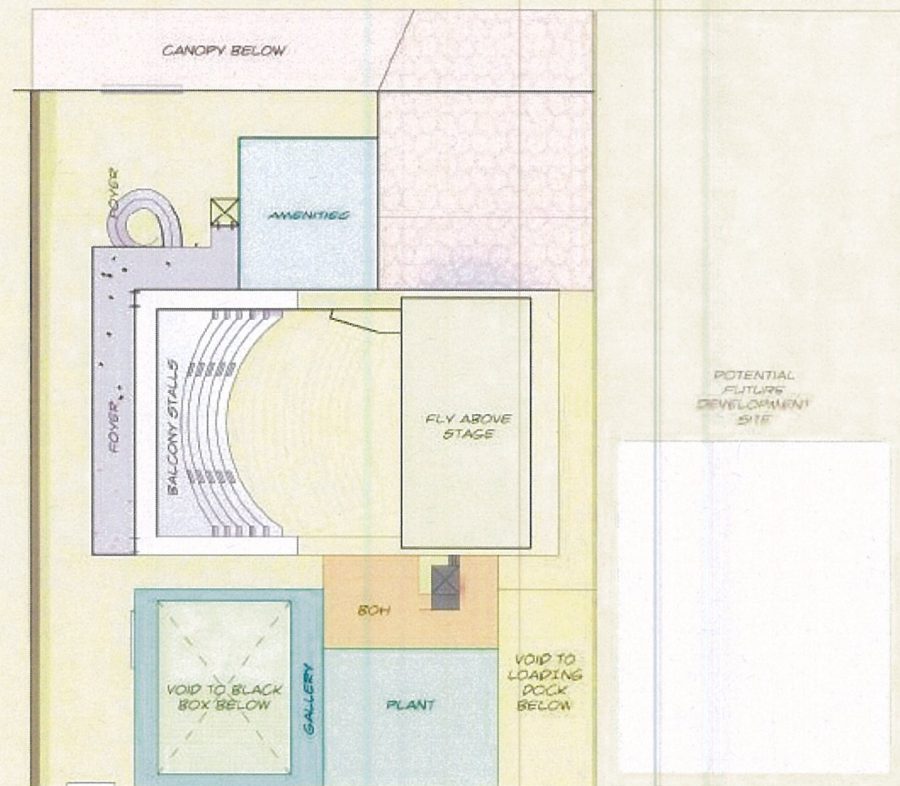 CANOPY BELOW
FOYER
AMENITIES
POTENTIAL
FUTURE
DEVELOPMENT
SITE
BALCONY STALLS
FOYER
FLY ABOVE
STAGE
BOH
VOID TO BLACK
BOX BELOW
GALLERY
PLANT
VOID TO
LOADING
DOCK
BELOW